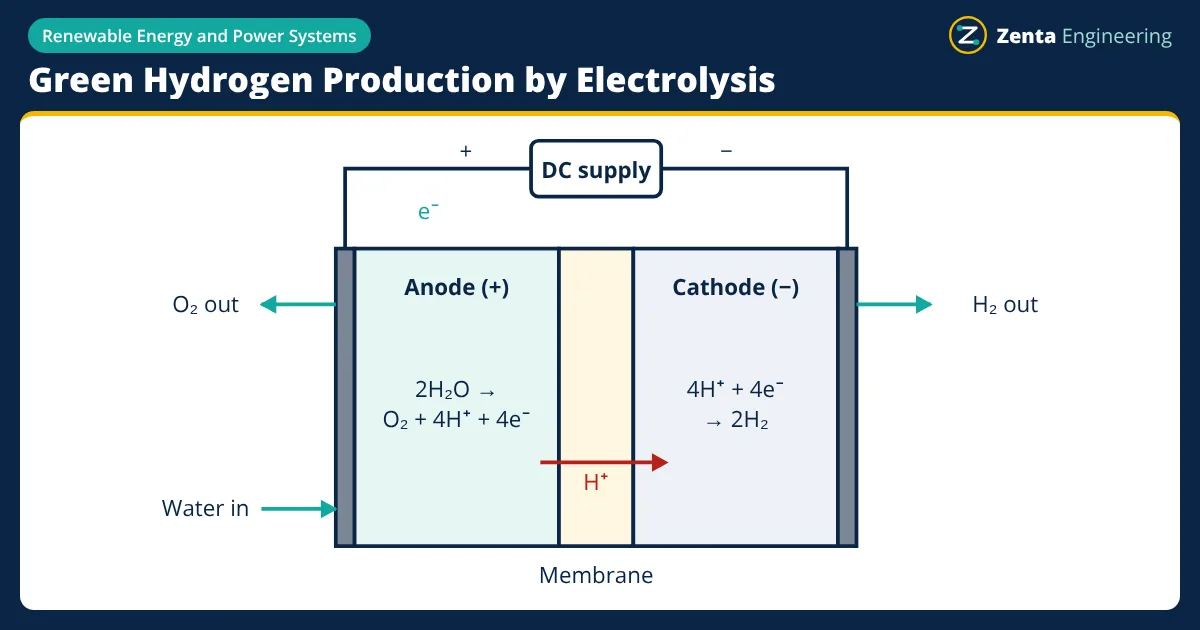 Renewable Energy and Power Systems
Zenta Engineering
Green Hydrogen Production by Electrolysis
+
DC supply
−
e⁻
Anode (+)
Cathode (−)
O₂ out
H₂ out
2H₂O →
O₂ + 4H⁺ + 4e⁻
4H⁺ + 4e⁻
→ 2H₂
H⁺
Water in
Membrane